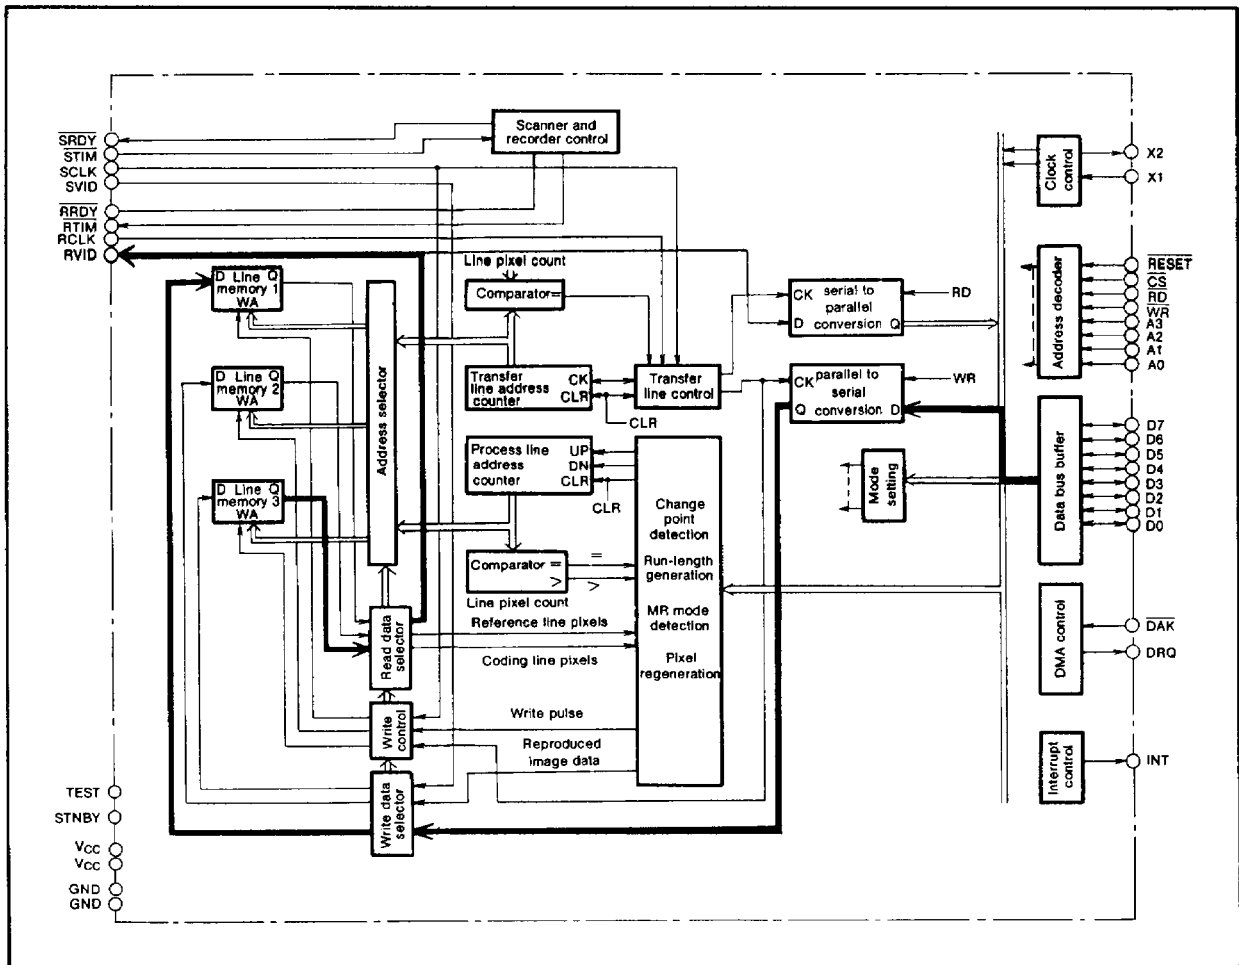 Scanner and
recorder control
SRDY
STIM
SCLK
SVID
RRDY
RTIM
RCLK
RVID
TEST
STNBY
VCC
VCC
GND
GND
D Line Q
memory 1
WA
D Line Q
memory 2
WA
D Line Q
memory 3
WA
Address selector
Read data
selector
Write
control
Write data
selector
Line pixel count
Comparator =
Transfer CK
line address
counter CLR
CLR
Transfer
line control
Process line UP
address DN
counter CLR
CLR
Comparator =
>
=
>
Line pixel count
Reference line pixels
Coding line pixels
Write pulse
Reproduced
image data
Change
point
detection
Run-length
generation
MR mode
detection
Pixel
regeneration
CK serial to
parallel
D conversion Q
RD
CK parallel to
serial
Q conversion D
WR
Mode
setting
Clock
control
Address decoder
Data bus buffer
DMA control
Interrupt
control
X2
X1
RESET
CS
RD
WR
A3
A2
A1
A0
D7
D6
D5
D4
D3
D2
D1
D0
DAK
DRQ
INT